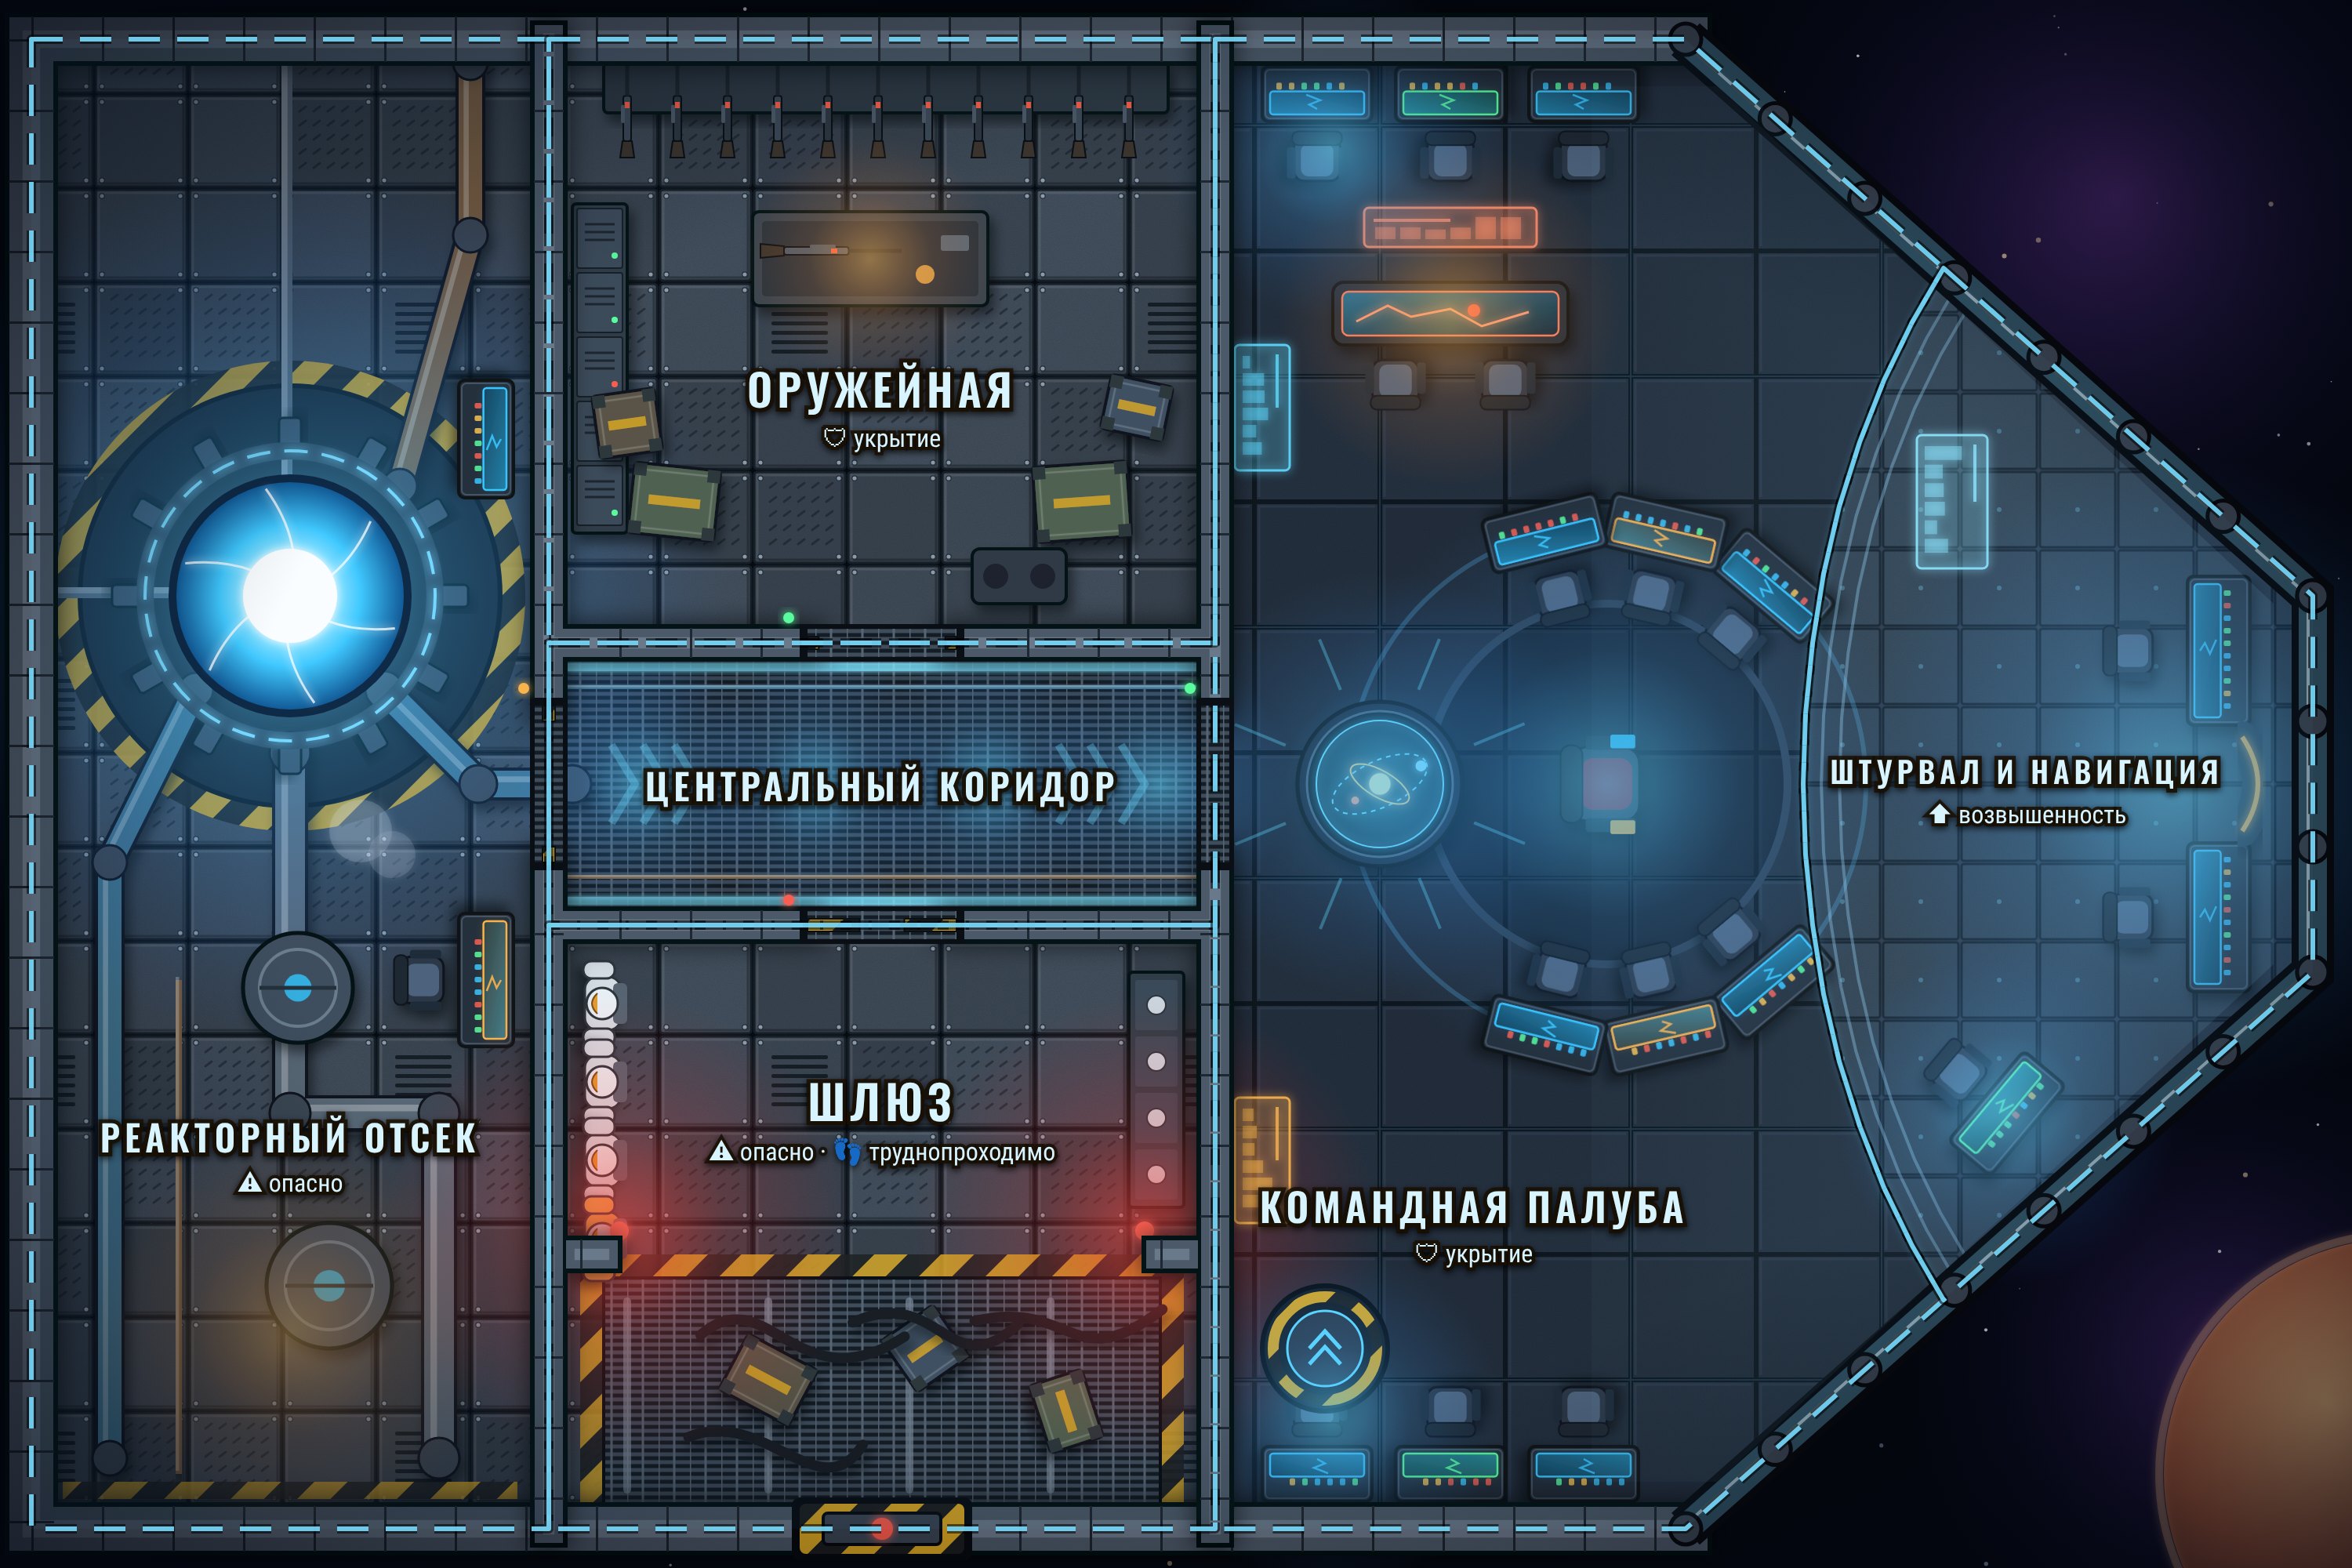 ОРУЖЕЙНАЯ
укрытие
ЦЕНТРАЛЬНЫЙ КОРИДОР
ШТУРВАЛ И НАВИГАЦИЯ
возвышенность
ШЛЮЗ
опасно · труднопроходимо
РЕАКТОРНЫЙ ОТСЕК
опасно
КОМАНДНАЯ ПАЛУБА
укрытие